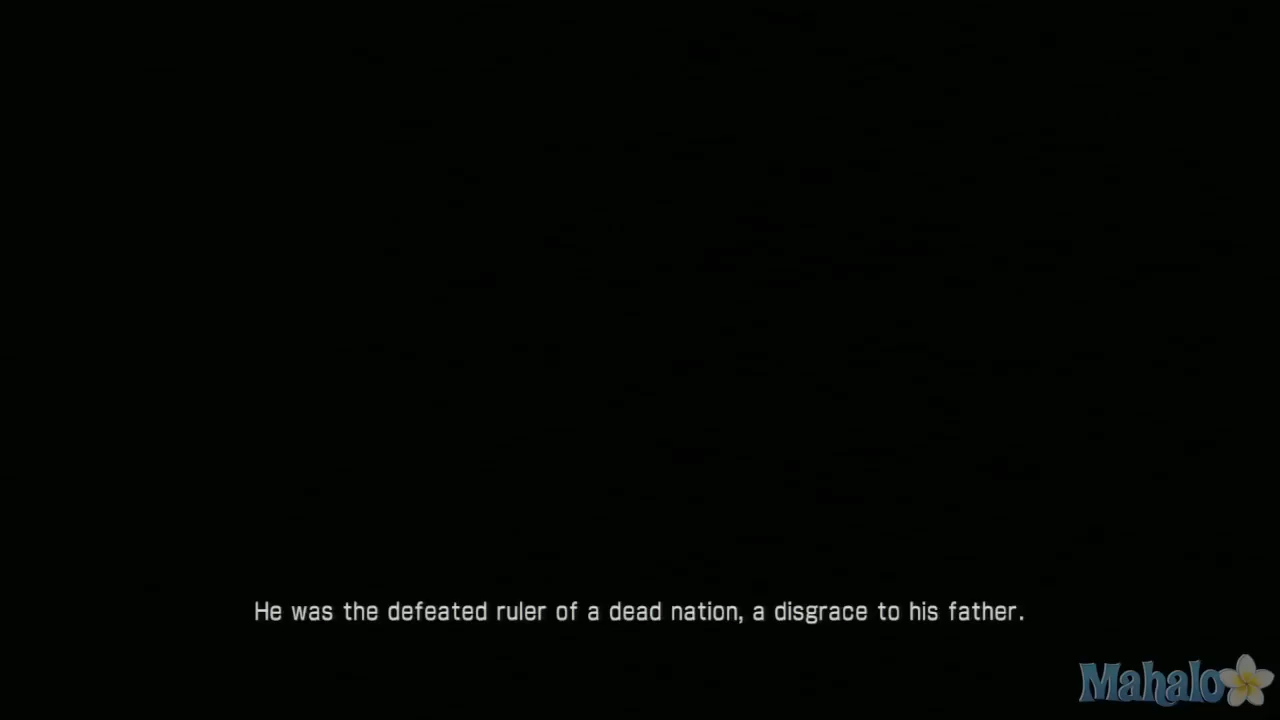 He was the defeated ruler of a dead nation, a disgrace to his father.
Mahalo